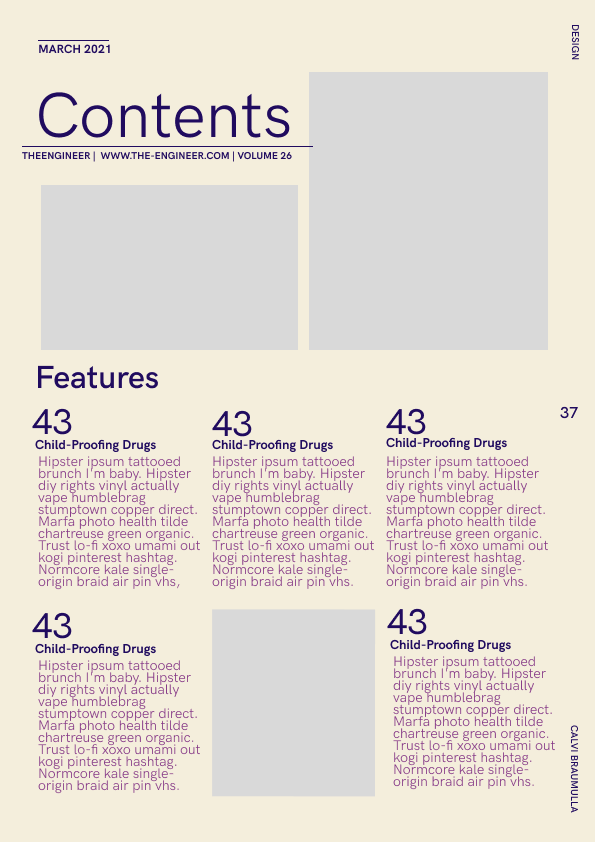 MARCH 2021
DESIGN
Contents
THEENGINEER | WWW.THE-ENGINEER.COM | VOLUME 26
Features
37
43
Child-Proofing Drugs
Hipster ipsum tattooed
brunch I'm baby. Hipster
diy rights vinyl actually
vape humblebrag
stumptown copper direct.
Marfa photo health tilde
chartreuse green organic.
Trust lo-fi xoxo umami out
kogi pinterest hashtag.
Normcore kale single-
origin braid air pin vhs,
43
Child-Proofing Drugs
Hipster ipsum tattooed
brunch I'm baby. Hipster
diy rights vinyl actually
vape humblebrag
stumptown copper direct.
Marfa photo health tilde
chartreuse green organic.
Trust lo-fi xoxo umami out
kogi pinterest hashtag.
Normcore kale single-
origin braid air pin vhs.
43
Child-Proofing Drugs
Hipster ipsum tattooed
brunch I'm baby. Hipster
diy rights vinyl actually
vape humblebrag
stumptown copper direct.
Marfa photo health tilde
chartreuse green organic.
Trust lo-fi xoxo umami out
kogi pinterest hashtag.
Normcore kale single-
origin braid air pin vhs.
43
Child-Proofing Drugs
Hipster ipsum tattooed
brunch I'm baby. Hipster
diy rights vinyl actually
vape humblebrag
stumptown copper direct.
Marfa photo health tilde
chartreuse green organic.
Trust lo-fi xoxo umami out
kogi pinterest hashtag.
Normcore kale single-
origin braid air pin vhs.
43
Child-Proofing Drugs
Hipster ipsum tattooed
brunch I'm baby. Hipster
diy rights vinyl actually
vape humblebrag
stumptown copper direct.
Marfa photo health tilde
chartreuse green organic.
Trust lo-fi xoxo umami out
kogi pinterest hashtag.
Normcore kale single-
origin braid air pin vhs.
CALVI BRAUMULLA